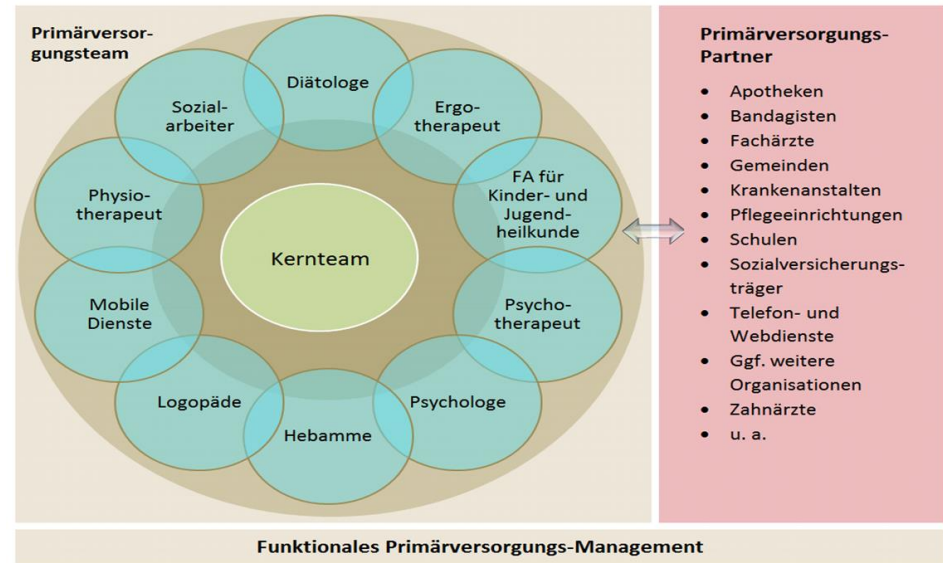 Primärversor-
gungsteam
Diätologe
Sozial-
arbeiter
Ergo-
therapeut
Physio-
therapeut
FA für
Kinder- und
Jugend-
heilkunde
Kernteam
Mobile
Dienste
Psycho-
therapeut
Logopäde
Psychologe
Hebamme
Primärversorgungs-
Partner
• Apotheken
• Bandagisten
• Fachärzte
• Gemeinden
• Krankenanstalten
• Pflegeeinrichtungen
• Schulen
• Sozialversicherungs-
träger
• Telefon- und
Webdienste
• Ggf. weitere
Organisationen
• Zahnärzte
• u. a.
Funktionales Primärversorgungs-Management